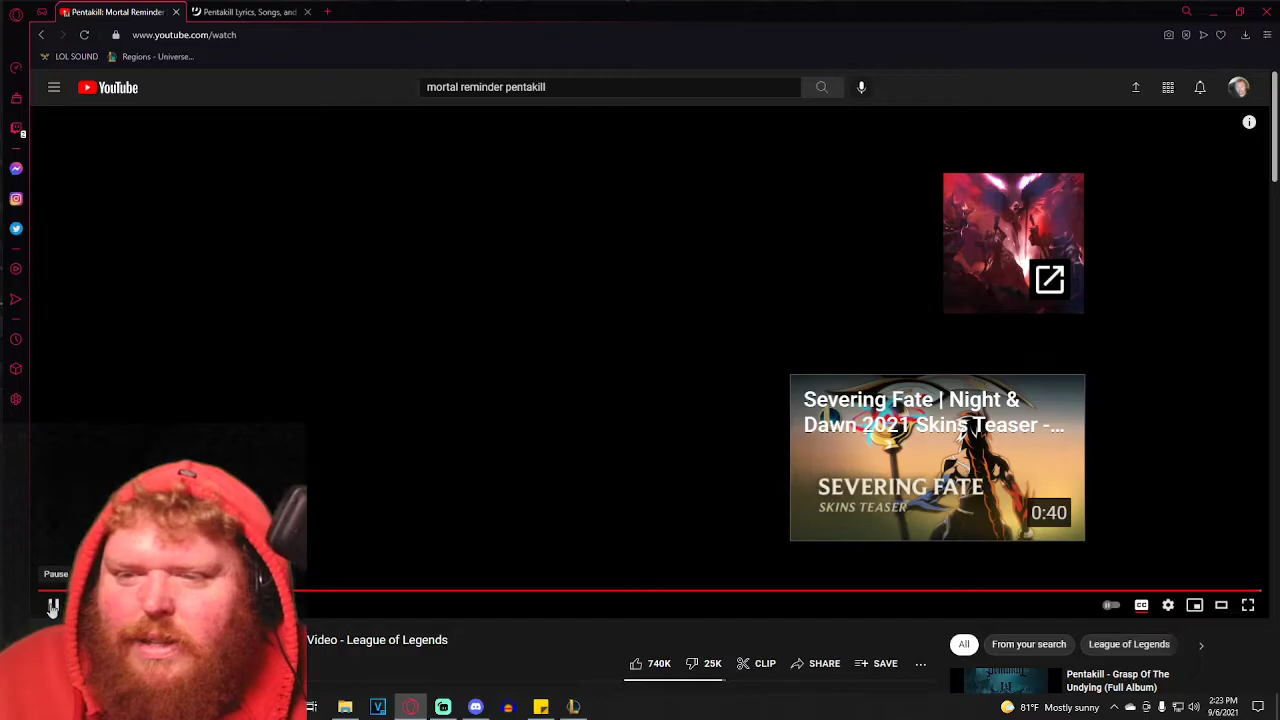 Pentakill: Mortal Reminder
Pentakill Lyrics, Songs, and
www.youtube.com/watch
LOL SOUND
Regions - Universe...
YouTube
mortal reminder pentakill
Severing Fate | Night &
Dawn 2021 Skins Teaser -...
SEVERING FATE
SKINS TEASER
0:40
Pause
CC
Video - League of Legends
All
From your search
League of Legends
740K
25K
CLIP
SHARE
SAVE
Pentakill - Grasp Of The
Undying (Full Album)
81°F Mostly sunny
2:23 PM
9/6/2021